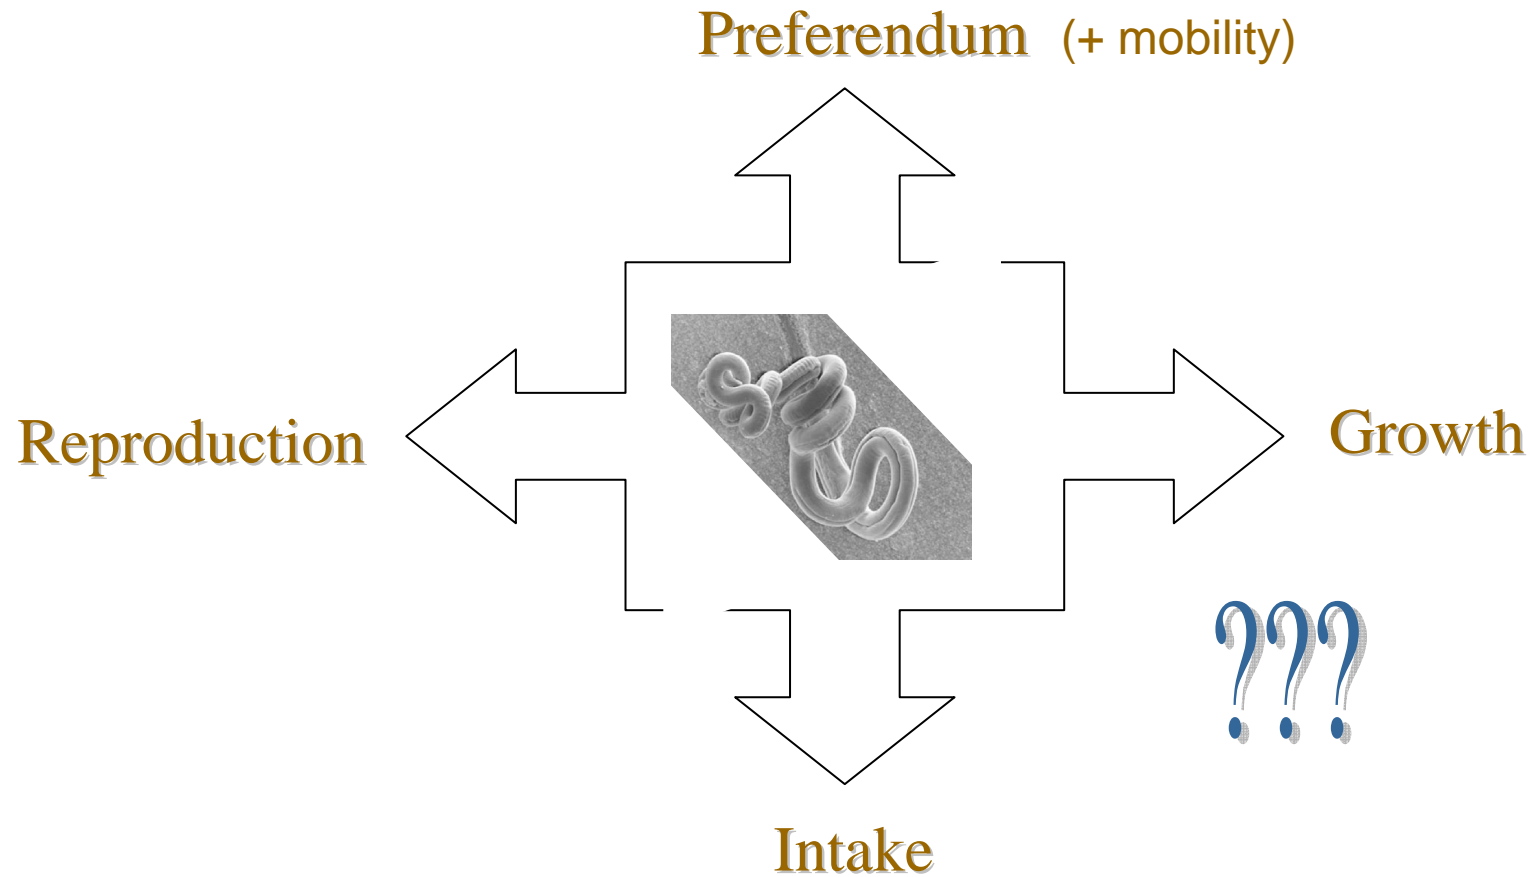 Preferendum (+ mobility)
Reproduction
Growth
???
Intake